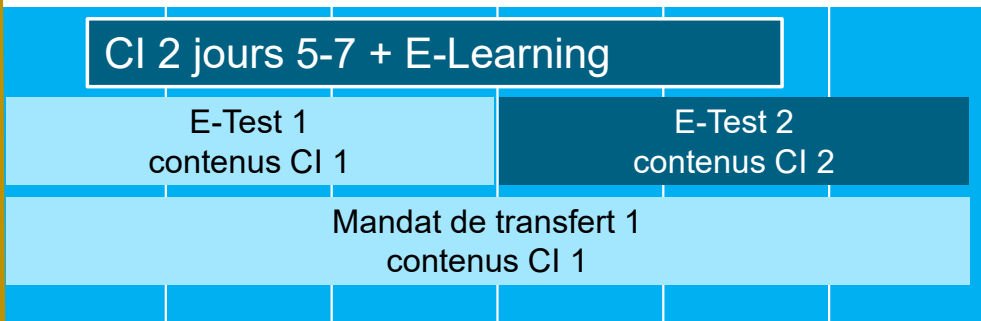 CI 2 jours 5-7 + E-Learning
E-Test 1
contenus CI 1
E-Test 2
contenus CI 2
Mandat de transfert 1
contenus CI 1